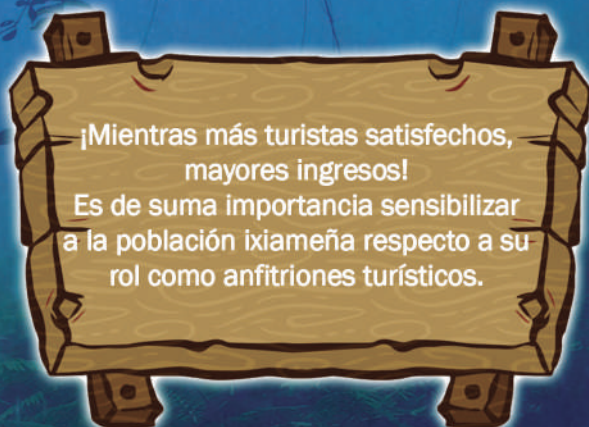 ¡Mientras más turistas satisfechos,
mayores ingresos!
Es de suma importancia sensibilizar
a la población ixiameña respecto a su
rol como anfitriones turísticos.